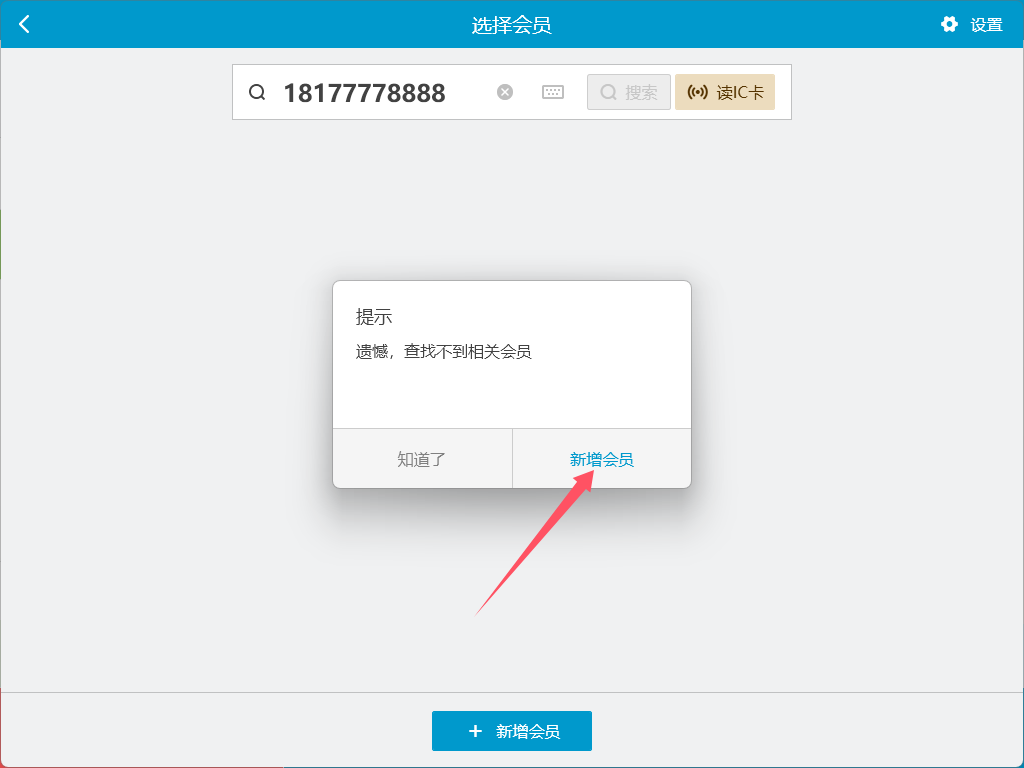 选择会员
设置
18177778888
搜索
读IC卡
提示
遗憾，查找不到相关会员
知道了
新增会员
+ 新增会员